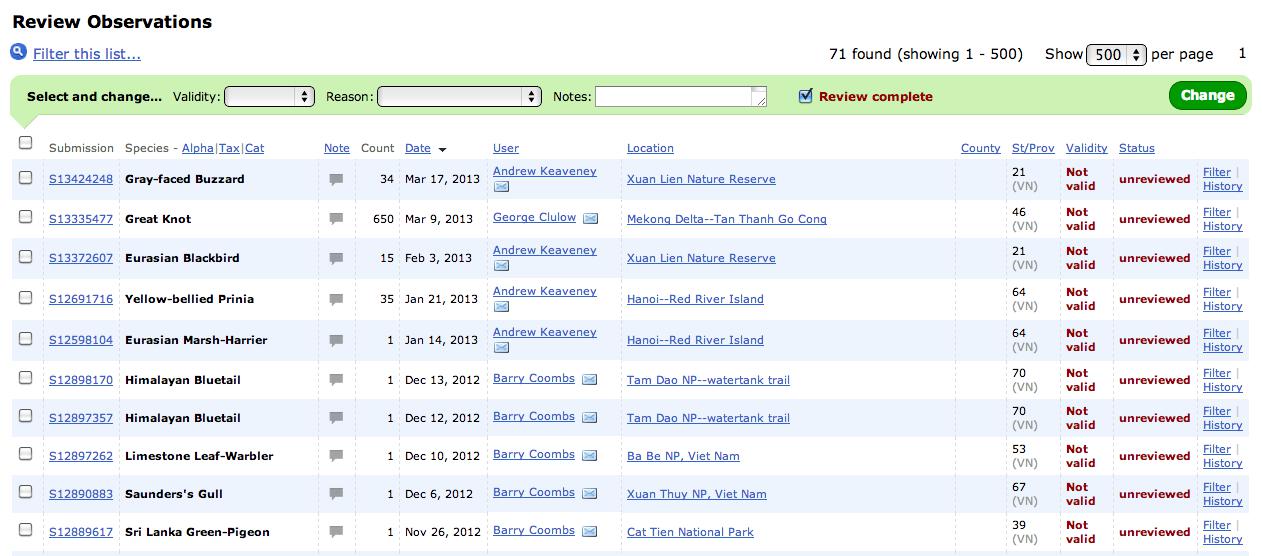 Review Observations
Filter this list... 71 found (showing 1 - 500) Show 500 per page 1
Select and change... Validity: Reason: Notes: Review complete Change
Submission Species - Alpha|Tax|Cat Note Count Date User Location County St/Prov Validity Status
S13424248 Gray-faced Buzzard 34 Mar 17, 2013 Andrew Keaveney Xuan Lien Nature Reserve 21 (VN) Not valid unreviewed Filter | History
S13335477 Great Knot 650 Mar 9, 2013 George Clulow Mekong Delta--Tan Thanh Go Cong 46 (VN) Not valid unreviewed Filter | History
S13372607 Eurasian Blackbird 15 Feb 3, 2013 Andrew Keaveney Xuan Lien Nature Reserve 21 (VN) Not valid unreviewed Filter | History
S12691716 Yellow-bellied Prinia 35 Jan 21, 2013 Andrew Keaveney Hanoi--Red River Island 64 (VN) Not valid unreviewed Filter | History
S12598104 Eurasian Marsh-Harrier 1 Jan 14, 2013 Andrew Keaveney Hanoi--Red River Island 64 (VN) Not valid unreviewed Filter | History
S12898170 Himalayan Bluetail 1 Dec 13, 2012 Barry Coombs Tam Dao NP--watertank trail 70 (VN) Not valid unreviewed Filter | History
S12897357 Himalayan Bluetail 1 Dec 12, 2012 Barry Coombs Tam Dao NP--watertank trail 70 (VN) Not valid unreviewed Filter | History
S12897262 Limestone Leaf-Warbler 1 Dec 10, 2012 Barry Coombs Ba Be NP, Viet Nam 53 (VN) Not valid unreviewed Filter | History
S12890883 Saunders's Gull 1 Dec 6, 2012 Barry Coombs Xuan Thuy NP, Viet Nam 67 (VN) Not valid unreviewed Filter | History
S12889617 Sri Lanka Green-Pigeon 1 Nov 26, 2012 Barry Coombs Cat Tien National Park 39 (VN) Not valid unreviewed Filter | History